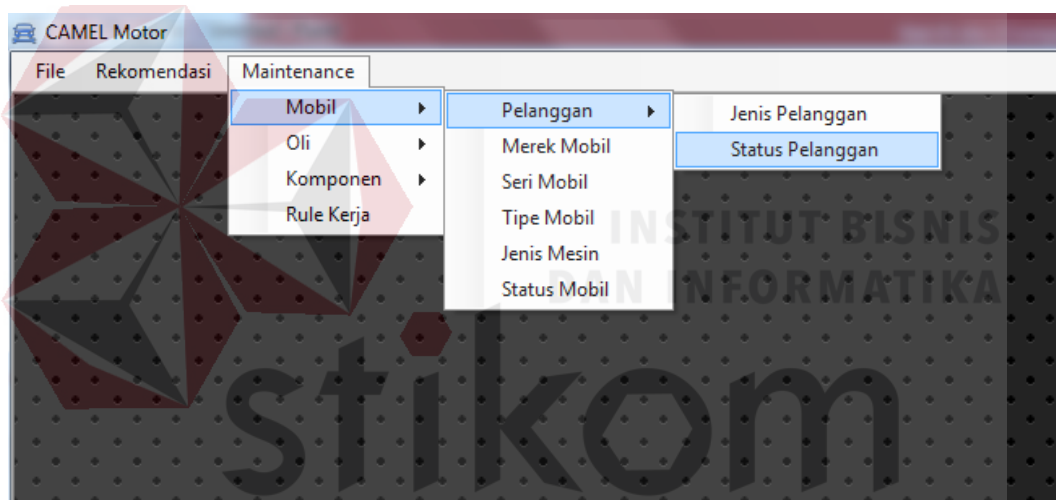 CAMEL Motor
File Rekomendasi Maintenance
Mobil
Oli
Komponen
Rule Kerja
Pelanggan
Merek Mobil
Seri Mobil
Tipe Mobil
Jenis Mesin
Status Mobil
Jenis Pelanggan
Status Pelanggan
INSTITUT BISNIS
DAN INFORMATIKA
stikom